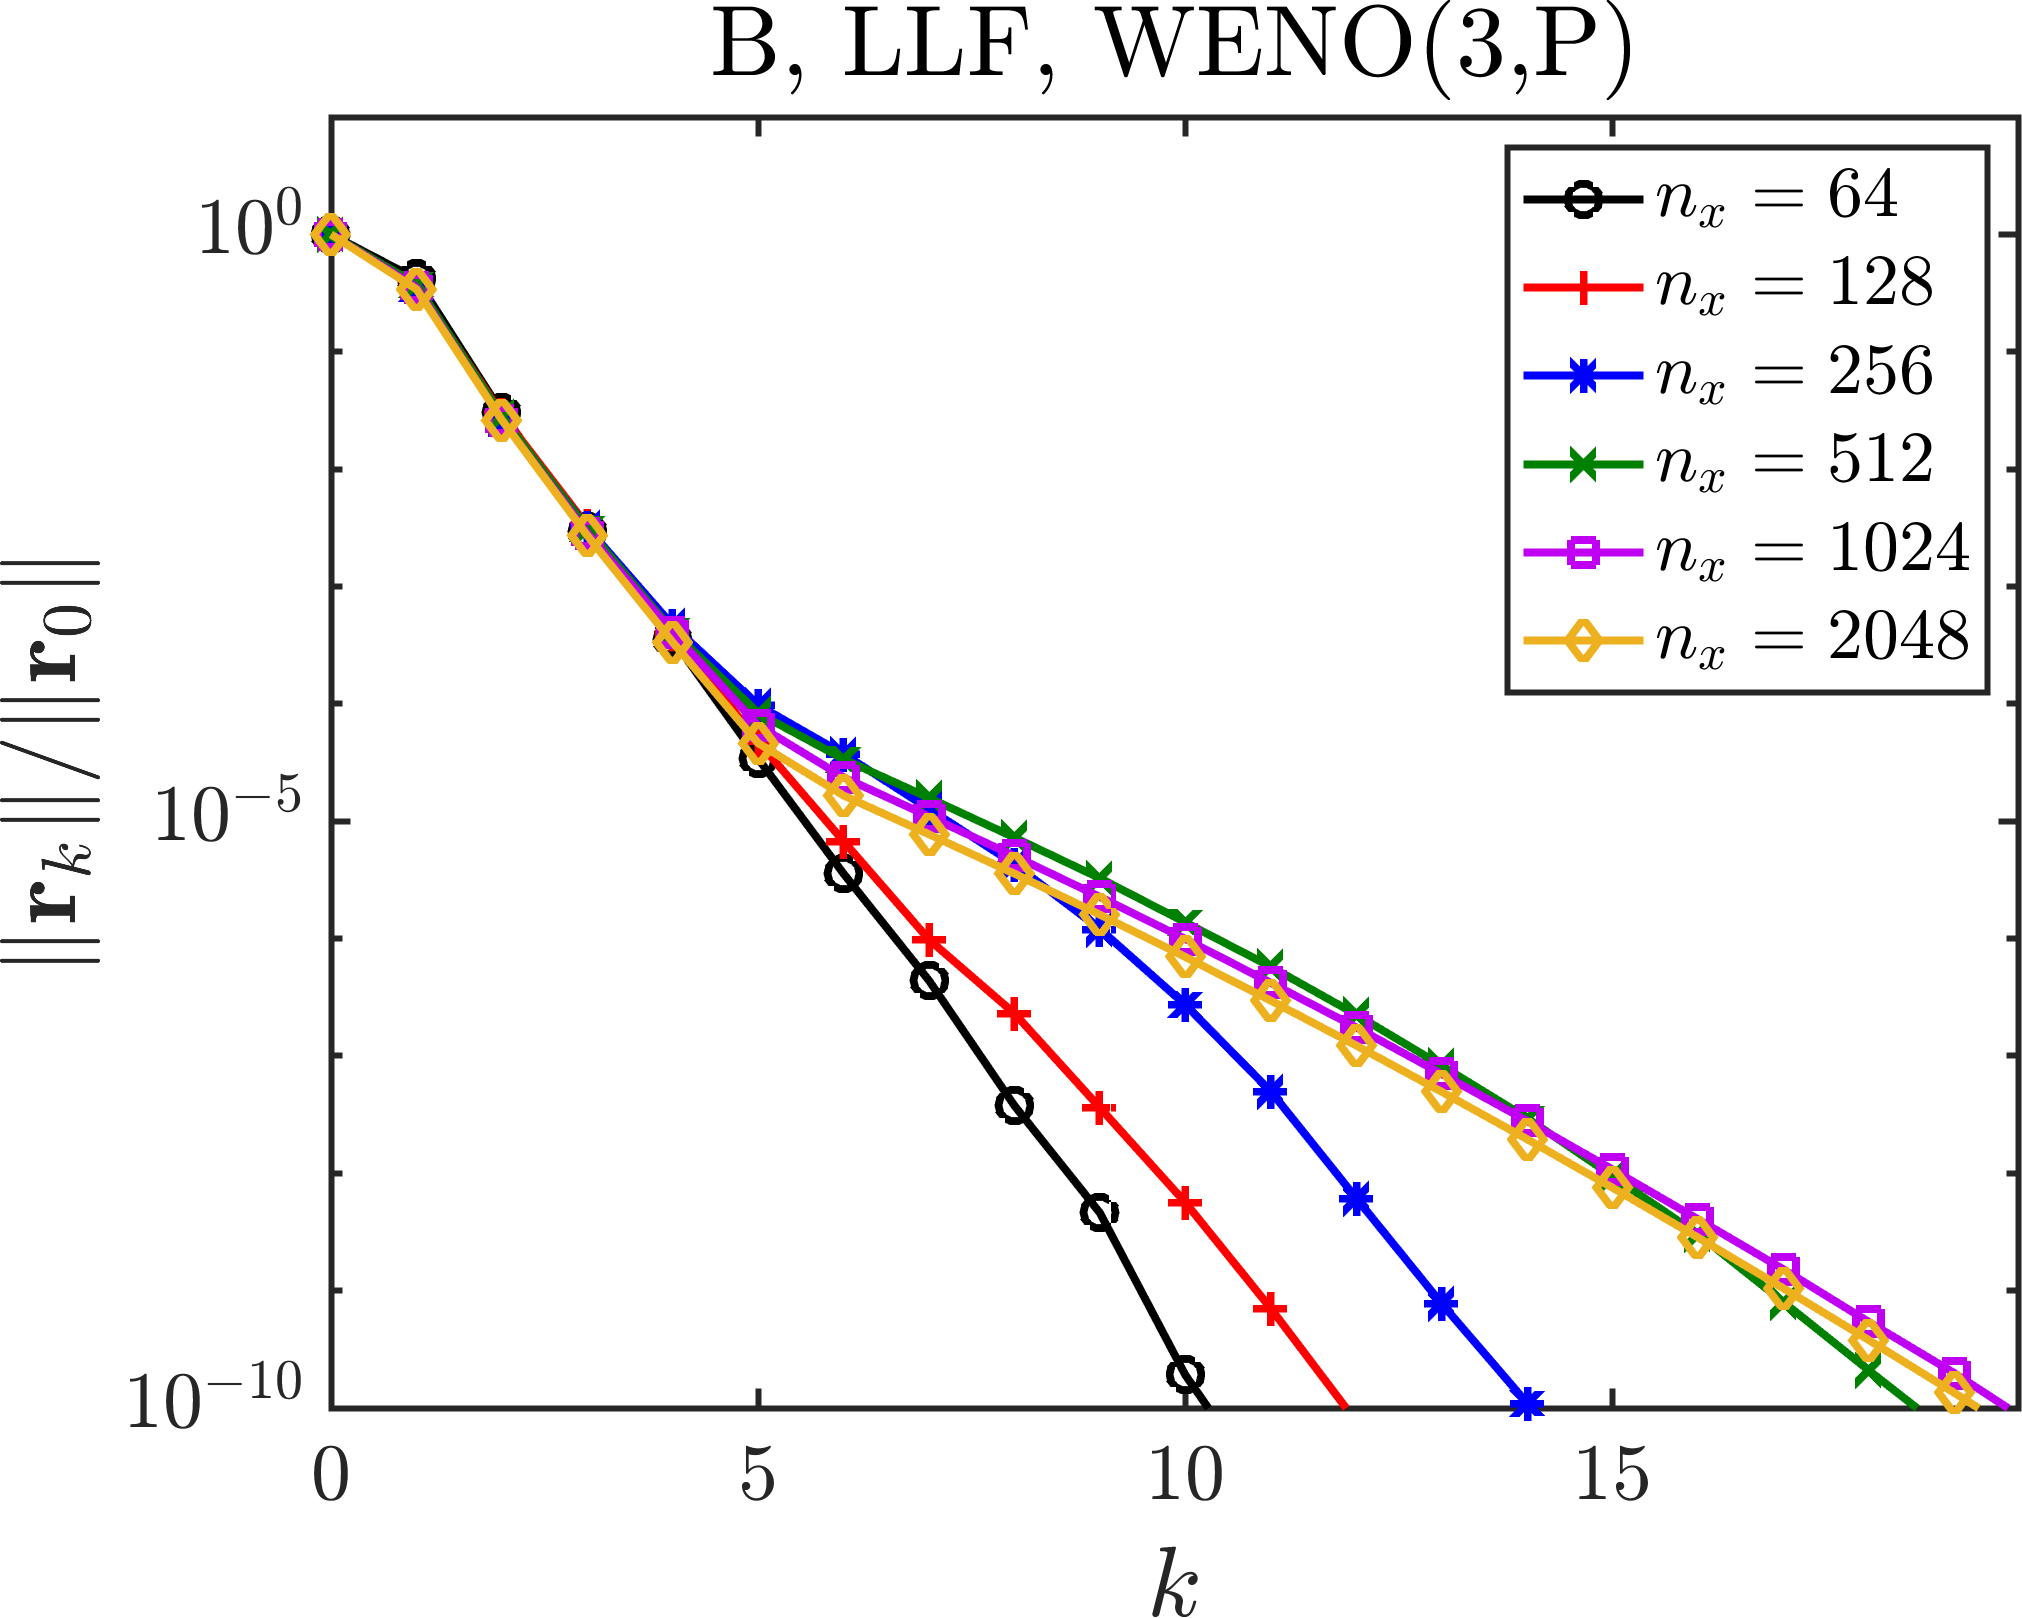 B, LLF, WENO(3,P)
‖r_k‖/‖r_0‖
10^0
10^{-5}
10^{-10}
n_x = 64
n_x = 128
n_x = 256
n_x = 512
n_x = 1024
n_x = 2048
0 5 10 15
k